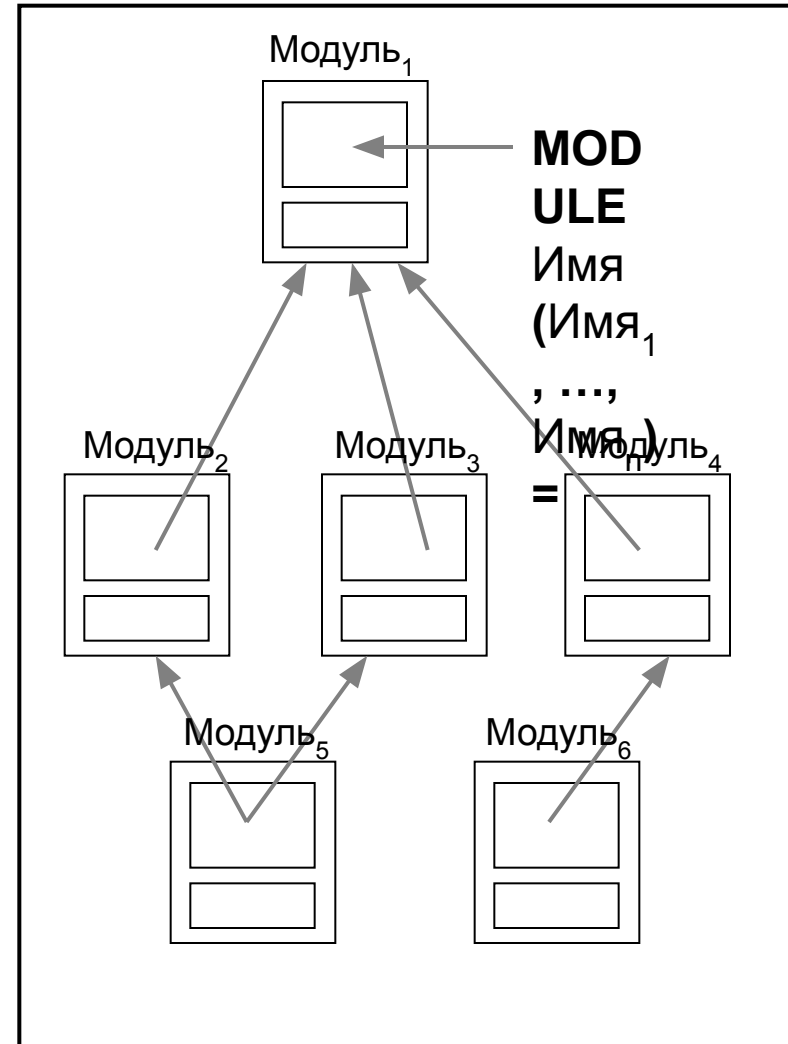 Модуль₁
MOD
ULE
Имя
(Имя₁
, …,
Имяₙ)
=
Модуль₂
Модуль₃
Модуль₄
Модуль₅
Модуль₆